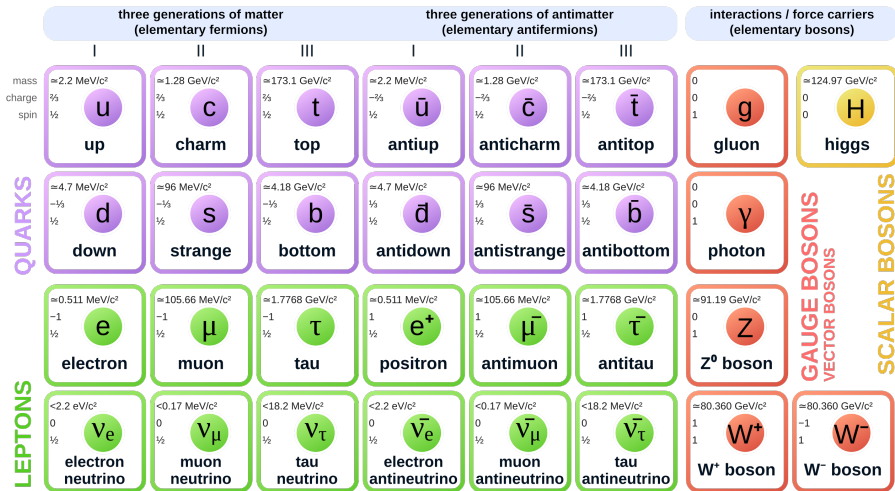 three generations of matter
(elementary fermions)
three generations of antimatter
(elementary antifermions)
interactions / force carriers
(elementary bosons)
I
II
III
I
II
III
mass
charge
spin
≃2.2 MeV/c²
⅔
½
u
up
≃1.28 GeV/c²
⅔
½
c
charm
≃173.1 GeV/c²
⅔
½
t
top
≃2.2 MeV/c²
−⅔
½
ū
antiup
≃1.28 GeV/c²
−⅔
½
c̄
anticharm
≃173.1 GeV/c²
−⅔
½
t̄
antitop
0
0
1
g
gluon
≃124.97 GeV/c²
0
0
H
higgs
QUARKS
≃4.7 MeV/c²
−⅓
½
d
down
≃96 MeV/c²
−⅓
½
s
strange
≃4.18 GeV/c²
−⅓
½
b
bottom
≃4.7 MeV/c²
⅓
½
d̄
antidown
≃96 MeV/c²
⅓
½
s̄
antistrange
≃4.18 GeV/c²
⅓
½
b̄
antibottom
0
0
1
γ
photon
≃0.511 MeV/c²
−1
½
e
electron
≃105.66 MeV/c²
−1
½
μ
muon
≃1.7768 GeV/c²
−1
½
τ
tau
≃0.511 MeV/c²
1
½
e⁺
positron
≃105.66 MeV/c²
1
½
μ̄
antimuon
≃1.7768 GeV/c²
1
½
τ̄
antitau
≃91.19 GeV/c²
0
1
Z
Z⁰ boson
GAUGE BOSONS
VECTOR BOSONS
SCALAR BOSONS
LEPTONS
<2.2 eV/c²
0
½
νₑ
electron
neutrino
<0.17 MeV/c²
0
½
ν_μ
muon
neutrino
<18.2 MeV/c²
0
½
ν_τ
tau
neutrino
<2.2 eV/c²
0
½
ν̄ₑ
electron
antineutrino
<0.17 MeV/c²
0
½
ν̄_μ
muon
antineutrino
<18.2 MeV/c²
0
½
ν̄_τ
tau
antineutrino
≃80.360 GeV/c²
1
1
W⁺
W⁺ boson
≃80.360 GeV/c²
−1
1
W⁻
W⁻ boson